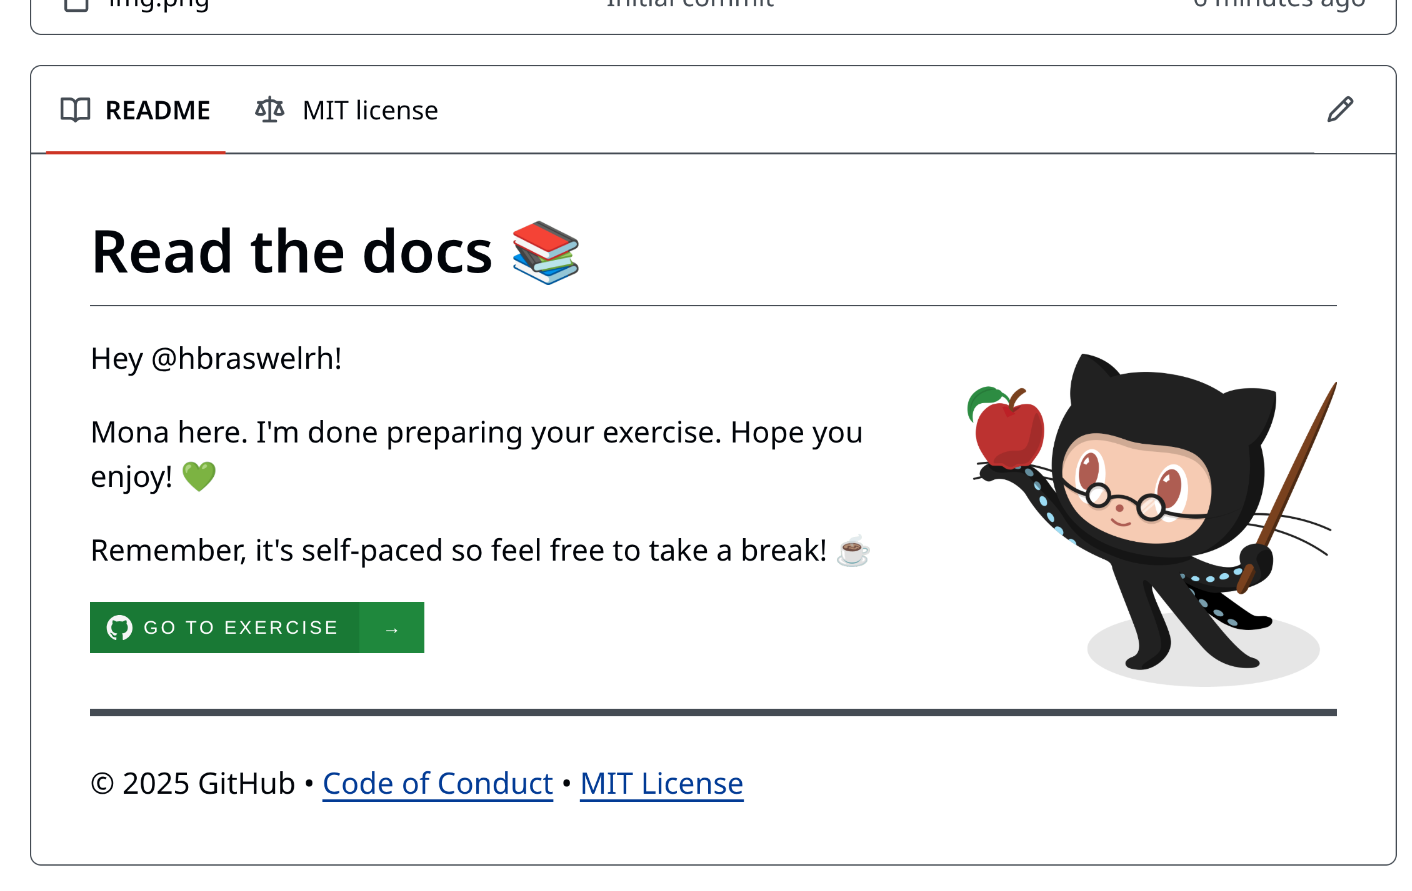 img.png Initial commit 6 minutes ago
README MIT license
Read the docs 📚
Hey @hbraswelrh!
Mona here. I'm done preparing your exercise. Hope you
enjoy! 💚
Remember, it's self-paced so feel free to take a break! ☕
GO TO EXERCISE →
© 2025 GitHub • Code of Conduct • MIT License